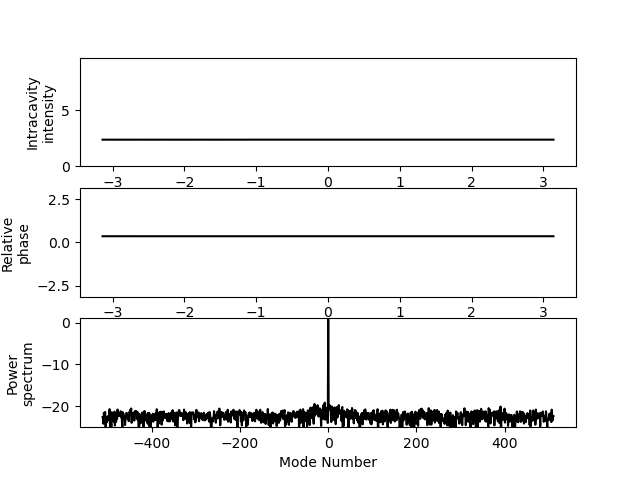 Intracavity
intensity
5
0
−3 −2 −1 0 1 2 3
Relative
phase
2.5
0.0
−2.5
−3 −2 −1 0 1 2 3
Power
spectrum
0
−10
−20
−400 −200 0 200 400
Mode Number